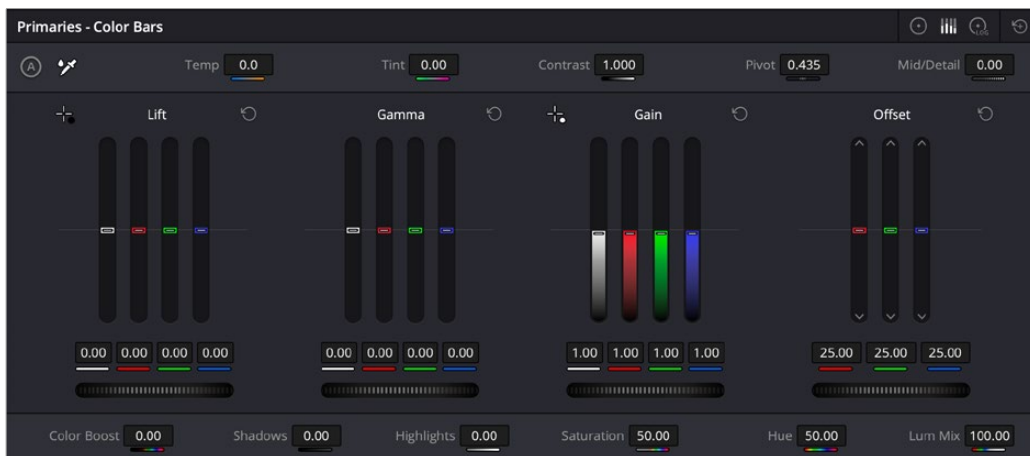 Primaries - Color Bars
LOG
A Temp 0.0 Tint 0.00 Contrast 1.000 Pivot 0.435 Mid/Detail 0.00
Lift Gamma Gain Offset
0.00 0.00 0.00 0.00 0.00 0.00 0.00 0.00 1.00 1.00 1.00 1.00 25.00 25.00 25.00
Color Boost 0.00 Shadows 0.00 Highlights 0.00 Saturation 50.00 Hue 50.00 Lum Mix 100.00